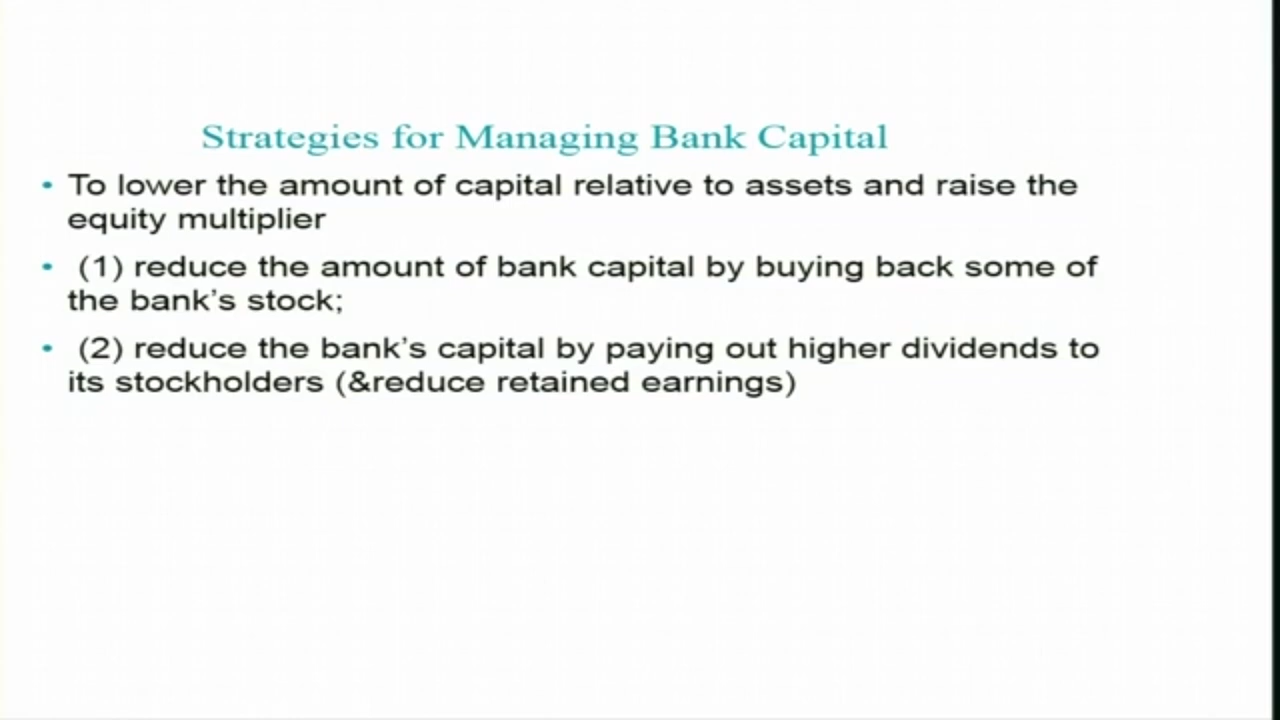 Strategies for Managing Bank Capital
• To lower the amount of capital relative to assets and raise the
equity multiplier
• (1) reduce the amount of bank capital by buying back some of
the bank’s stock;
• (2) reduce the bank’s capital by paying out higher dividends to
its stockholders (&reduce retained earnings)